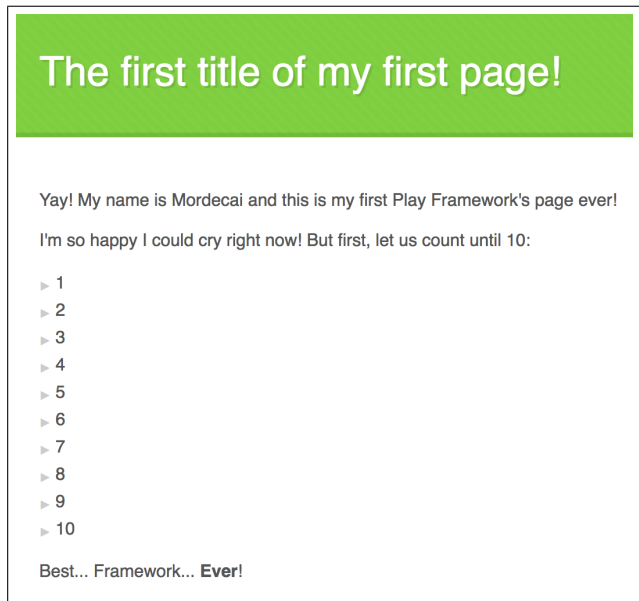 The first title of my first page!
Yay! My name is Mordecai and this is my first Play Framework's page ever!
I'm so happy I could cry right now! But first, let us count until 10:
1
2
3
4
5
6
7
8
9
10
Best... Framework... Ever!